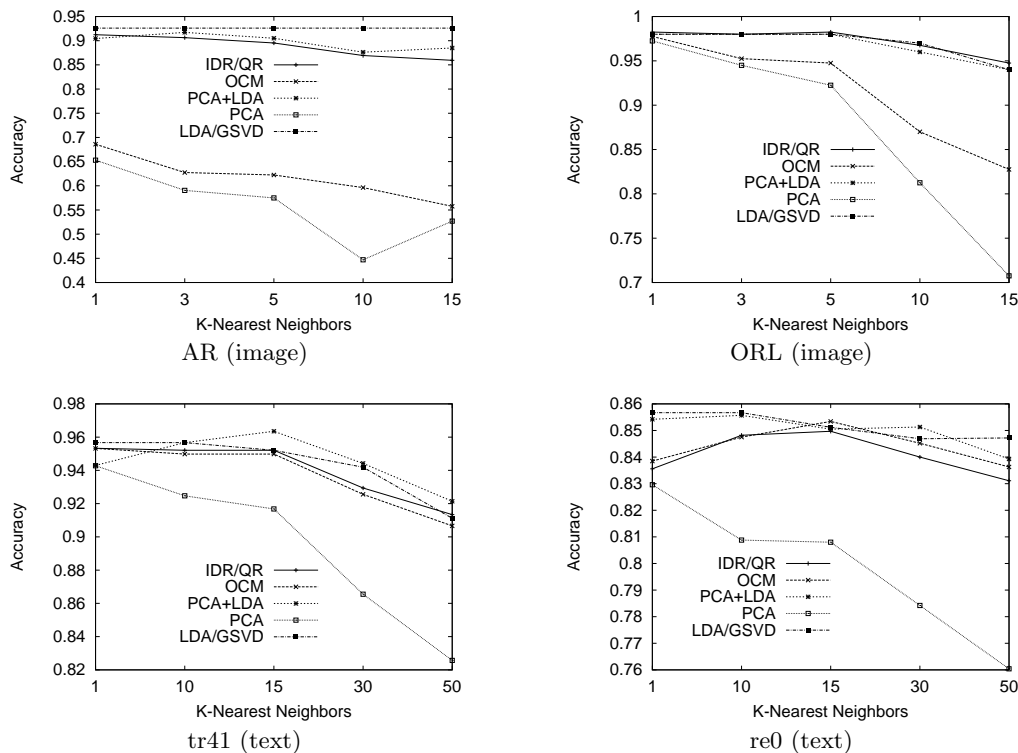 0.95
0.9
0.85
0.8
0.75
0.7
0.65
0.6
0.55
0.5
0.45
0.4
Accuracy
IDR/QR
OCM
PCA+LDA
PCA
LDA/GSVD
1 3 5 10 15
K-Nearest Neighbors
AR (image)
1
0.95
0.9
0.85
0.8
0.75
0.7
Accuracy
IDR/QR
OCM
PCA+LDA
PCA
LDA/GSVD
1 3 5 10 15
K-Nearest Neighbors
ORL (image)
0.98
0.96
0.94
0.92
0.9
0.88
0.86
0.84
0.82
Accuracy
IDR/QR
OCM
PCA+LDA
PCA
LDA/GSVD
1 10 15 30 50
K-Nearest Neighbors
tr41 (text)
0.86
0.85
0.84
0.83
0.82
0.81
0.8
0.79
0.78
0.77
0.76
Accuracy
IDR/QR
OCM
PCA+LDA
PCA
LDA/GSVD
1 10 15 30 50
K-Nearest Neighbors
re0 (text)